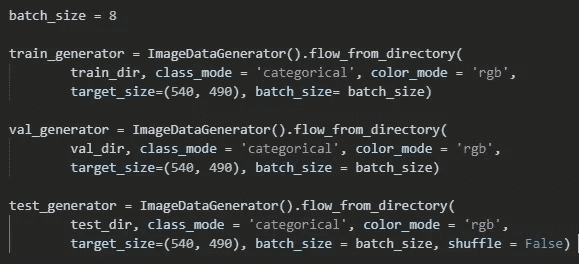 batch_size = 8
train_generator = ImageDataGenerator().flow_from_directory(
train_dir, class_mode = 'categorical', color_mode = 'rgb',
target_size=(540, 490), batch_size= batch_size)
val_generator = ImageDataGenerator().flow_from_directory(
val_dir, class_mode = 'categorical', color_mode = 'rgb',
target_size=(540, 490), batch_size = batch_size)
test_generator = ImageDataGenerator().flow_from_directory(
test_dir, class_mode = 'categorical', color_mode = 'rgb',
target_size=(540, 490), batch_size = batch_size, shuffle = False)